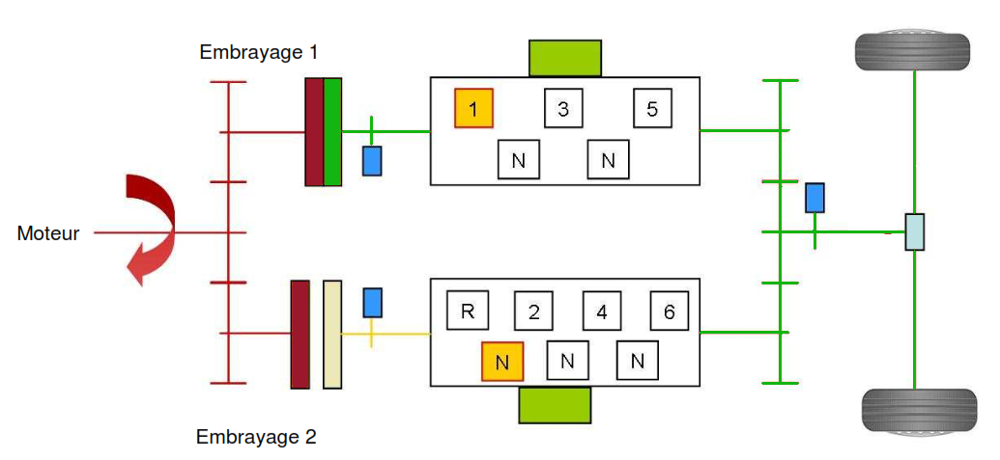 Embrayage 1
1 3 5
N N
Moteur
R 2 4 6
N N N
Embrayage 2